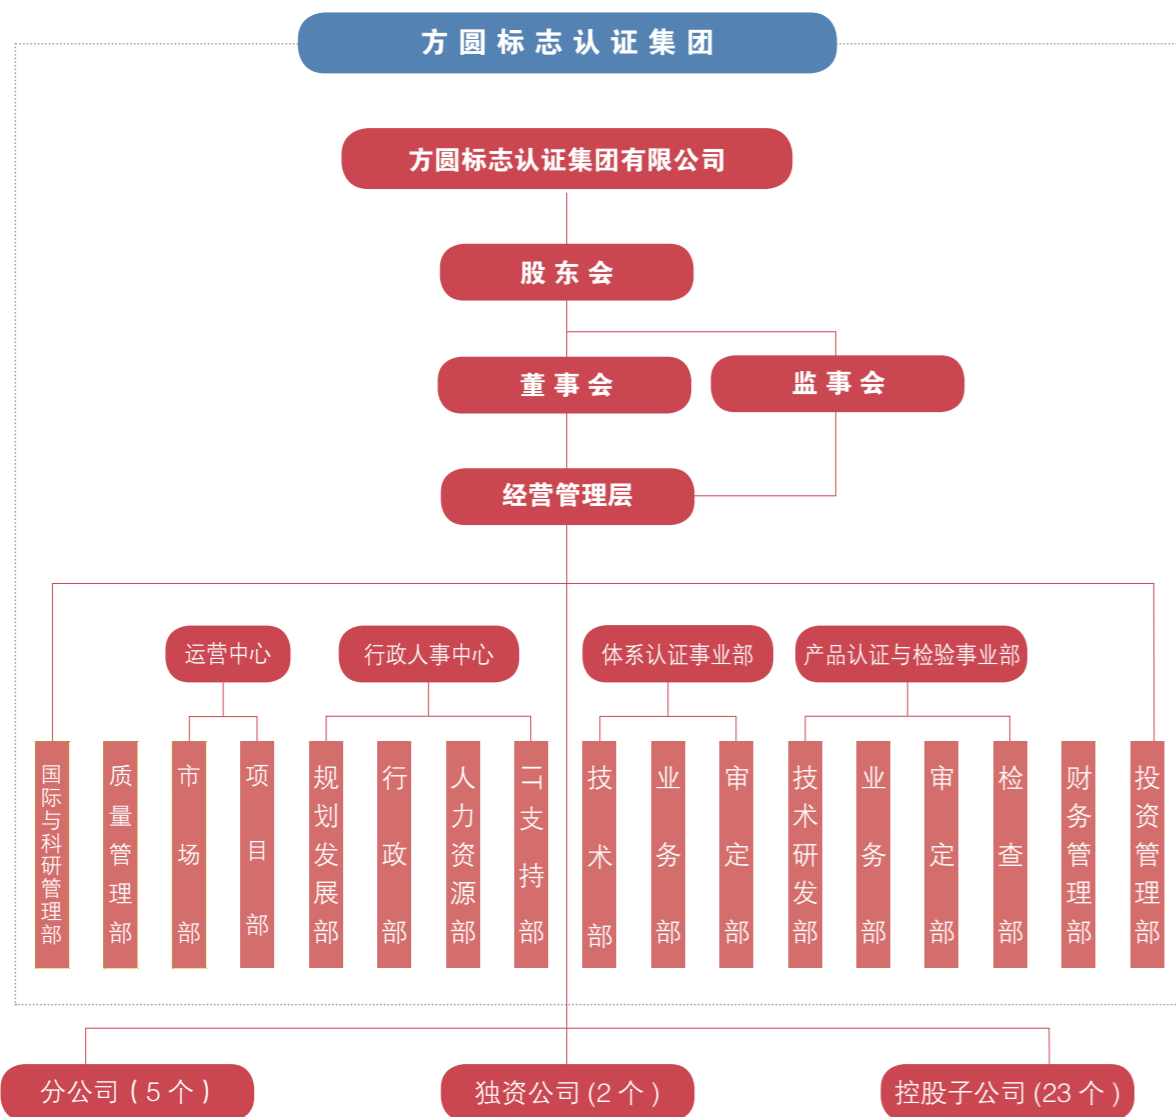 方圆标志认证集团
方圆标志认证集团有限公司
股东会
董事会
监事会
经营管理层
运营中心
行政人事中心
体系认证事业部
产品认证与检验事业部
国际与科研管理部
质量管理部
市场部
项目部
规划发展部
行政部
人力资源部
IT支持部
技术部
业务部
审定部
技术研发部
业务部
审定部
检查部
财务管理部
投资管理部
分公司（5个）
独资公司(2个)
控股子公司(23个)